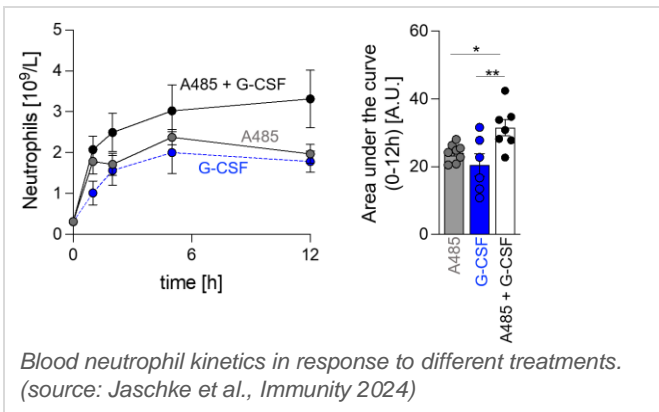 Neutrophils [10⁹/L]
5
4
3
2
1
0
0
6
12
time [h]
A485 + G-CSF
A485
G-CSF
Area under the curve
(0-12h) [A.U.]
60
40
20
0
*
**
A485
G-CSF
A485 + G-CSF
Blood neutrophil kinetics in response to different treatments.
(source: Jaschke et al., Immunity 2024)